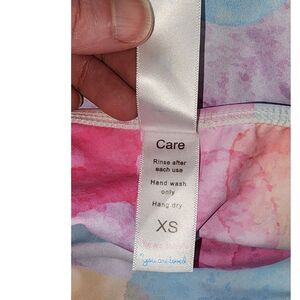 Care
Rinse after
each use
Hand wash
only
Hang dry
XS
"you are loved